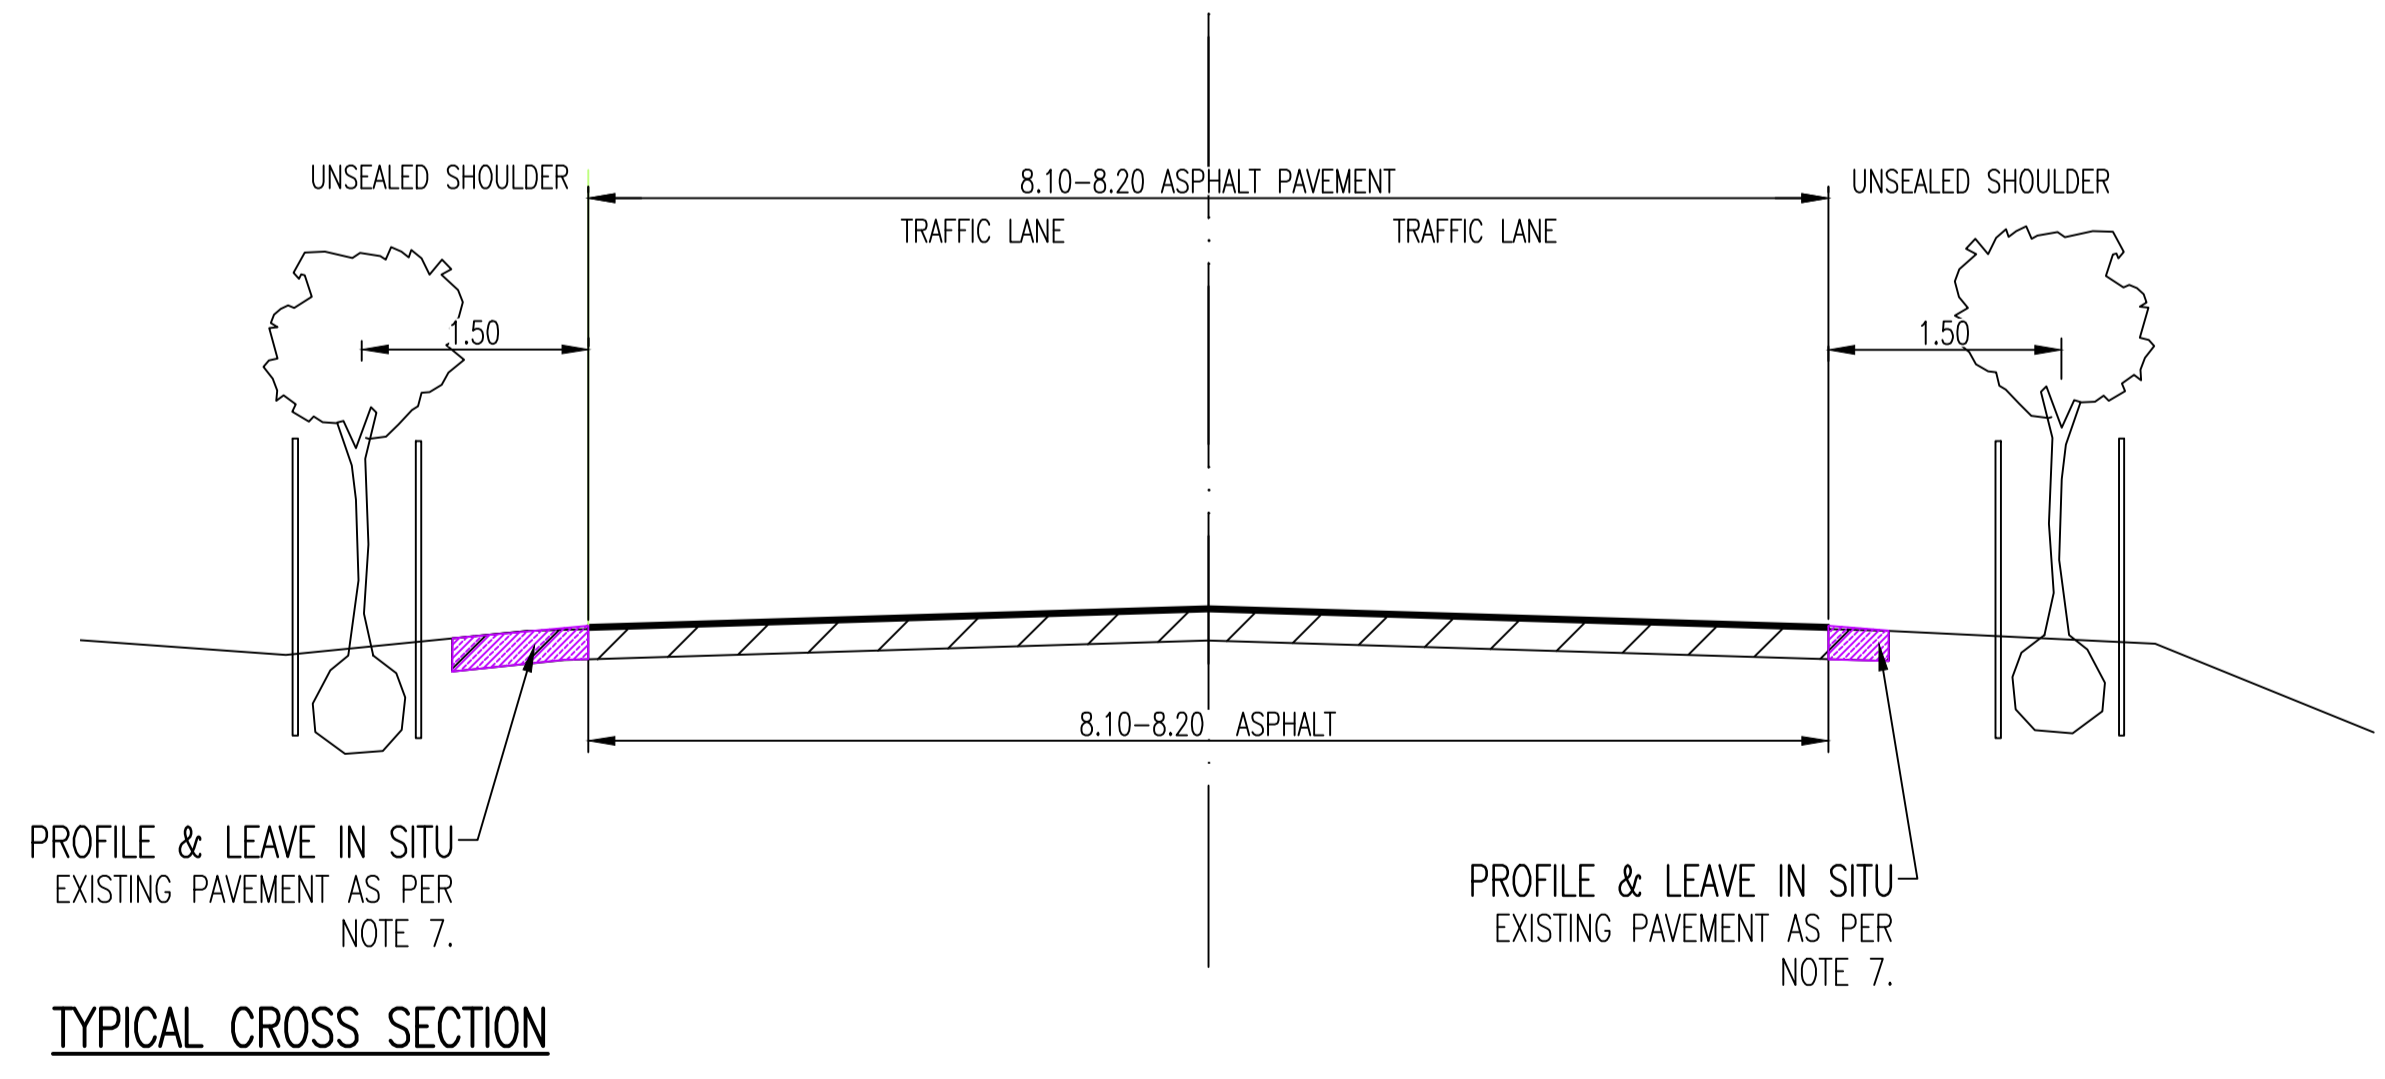 UNSEALED SHOULDER
8.10-8.20 ASPHALT PAVEMENT
UNSEALED SHOULDER
TRAFFIC LANE
TRAFFIC LANE
1.50
1.50
8.10-8.20 ASPHALT
PROFILE & LEAVE IN SITU
EXISTING PAVEMENT AS PER
NOTE 7.
PROFILE & LEAVE IN SITU
EXISTING PAVEMENT AS PER
NOTE 7.
TYPICAL CROSS SECTION